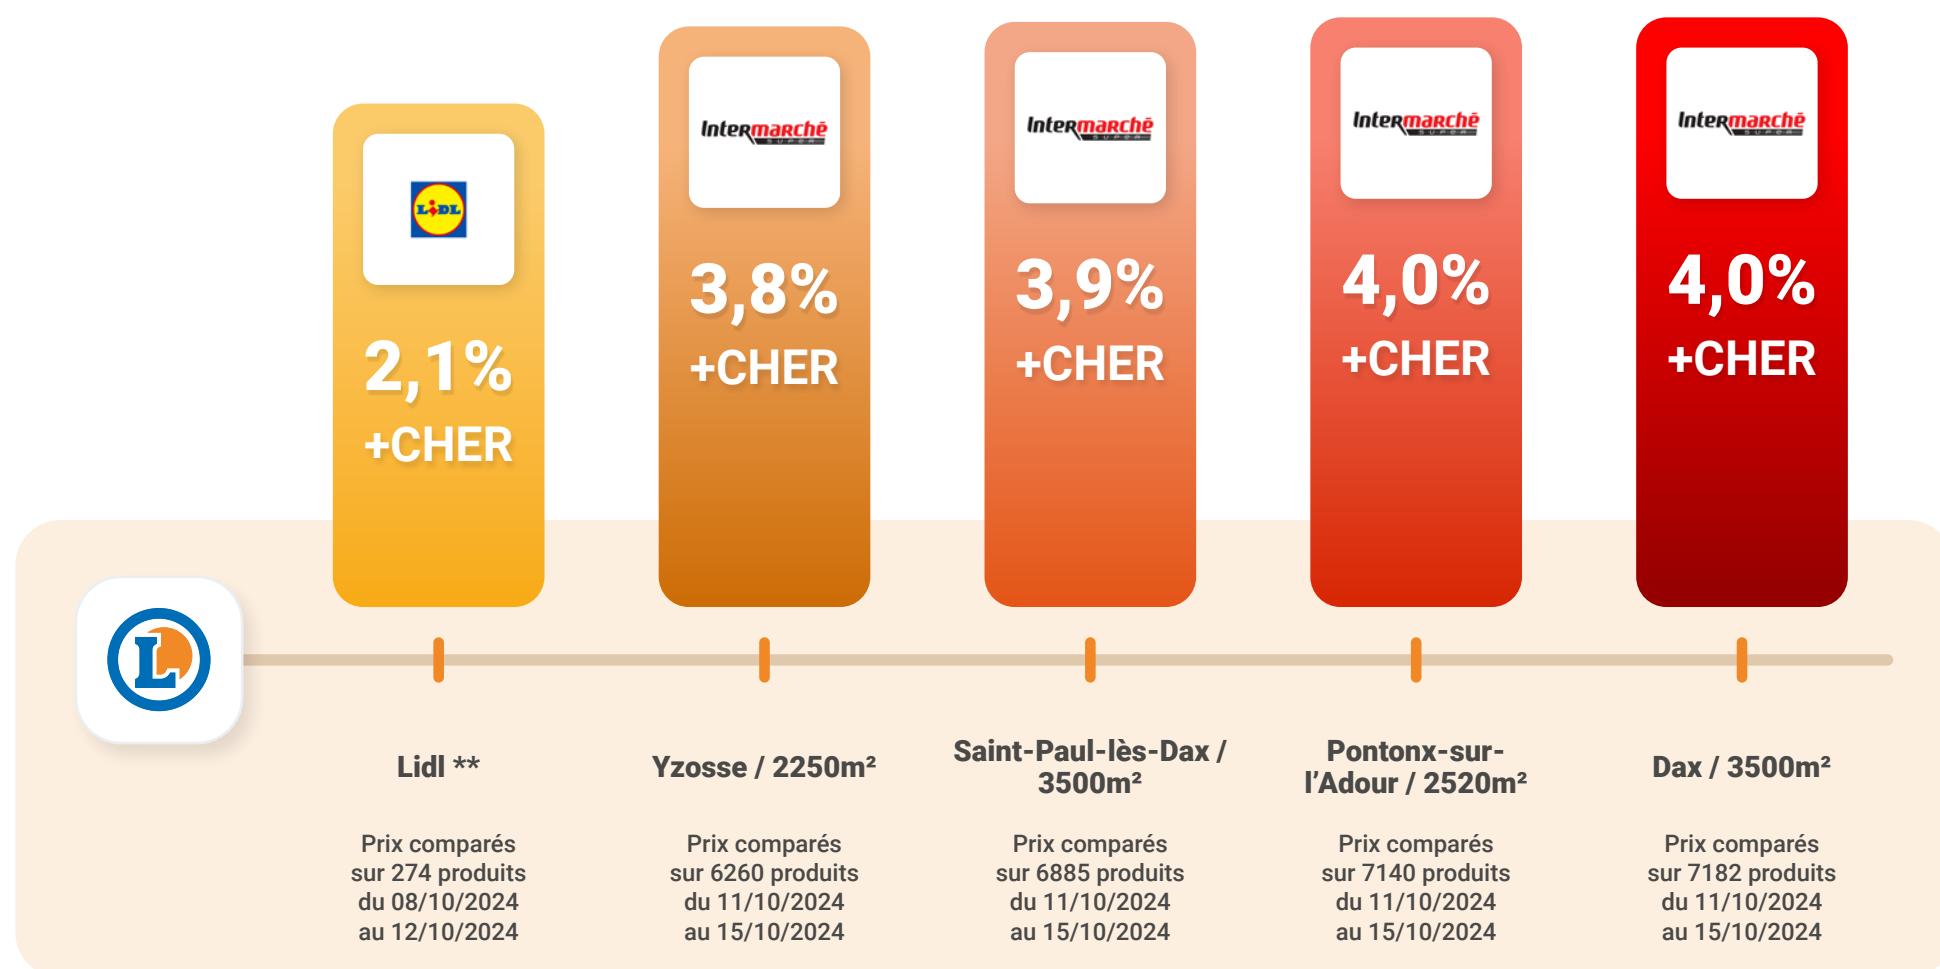 LIDL
2,1%
+CHER
Intermarché
SUPER
3,8%
+CHER
Intermarché
SUPER
3,9%
+CHER
Intermarché
SUPER
4,0%
+CHER
Intermarché
SUPER
4,0%
+CHER
L
Lidl **
Prix comparés
sur 274 produits
du 08/10/2024
au 12/10/2024
Yzosse / 2250m²
Prix comparés
sur 6260 produits
du 11/10/2024
au 15/10/2024
Saint-Paul-lès-Dax /
3500m²
Prix comparés
sur 6885 produits
du 11/10/2024
au 15/10/2024
Pontonx-sur-
l’Adour / 2520m²
Prix comparés
sur 7140 produits
du 11/10/2024
au 15/10/2024
Dax / 3500m²
Prix comparés
sur 7182 produits
du 11/10/2024
au 15/10/2024